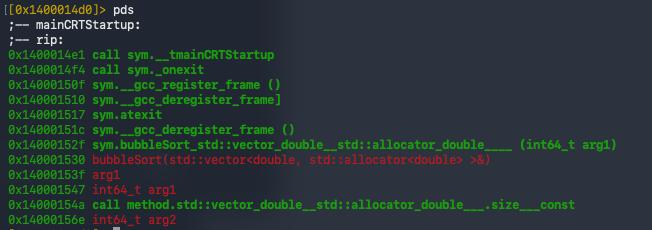 [[0x1400014d0]> pds
;-- mainCRTStartup:
;-- rip:
0x1400014e1 call sym.__tmainCRTStartup
0x1400014f4 call sym._onexit
0x14000150f sym.__gcc_register_frame ()
0x140001510 sym.__gcc_deregister_frame]
0x140001517 sym.atexit
0x14000151c sym.__gcc_deregister_frame ()
0x14000152f sym.bubbleSort_std::vector_double__std::allocator_double____ (int64_t arg1)
0x140001530 bubbleSort(std::vector<double, std::allocator<double> >&)
0x14000153f arg1
0x140001547 int64_t arg1
0x14000154a call method.std::vector_double__std::allocator_double___.size___const
0x14000156e int64_t arg2